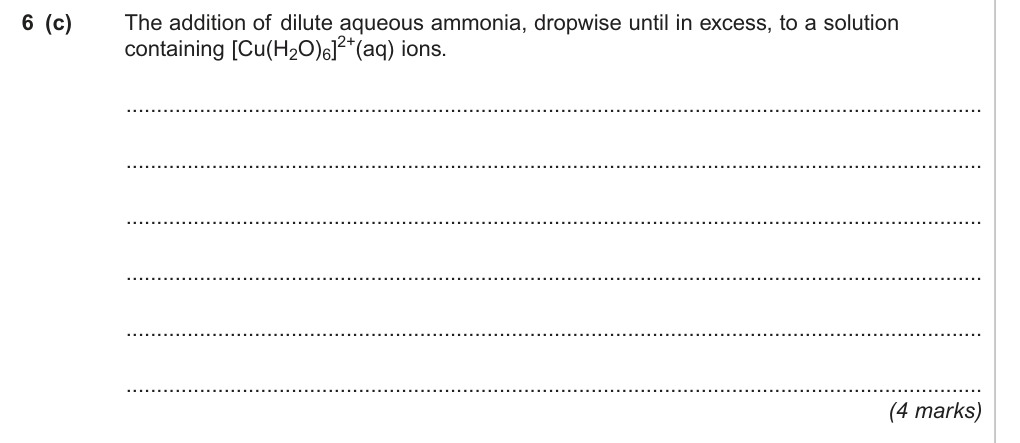 6 (c) The addition of dilute aqueous ammonia, dropwise until in excess, to a solution
containing [Cu(H₂O)₆]²⁺(aq) ions.
(4 marks)